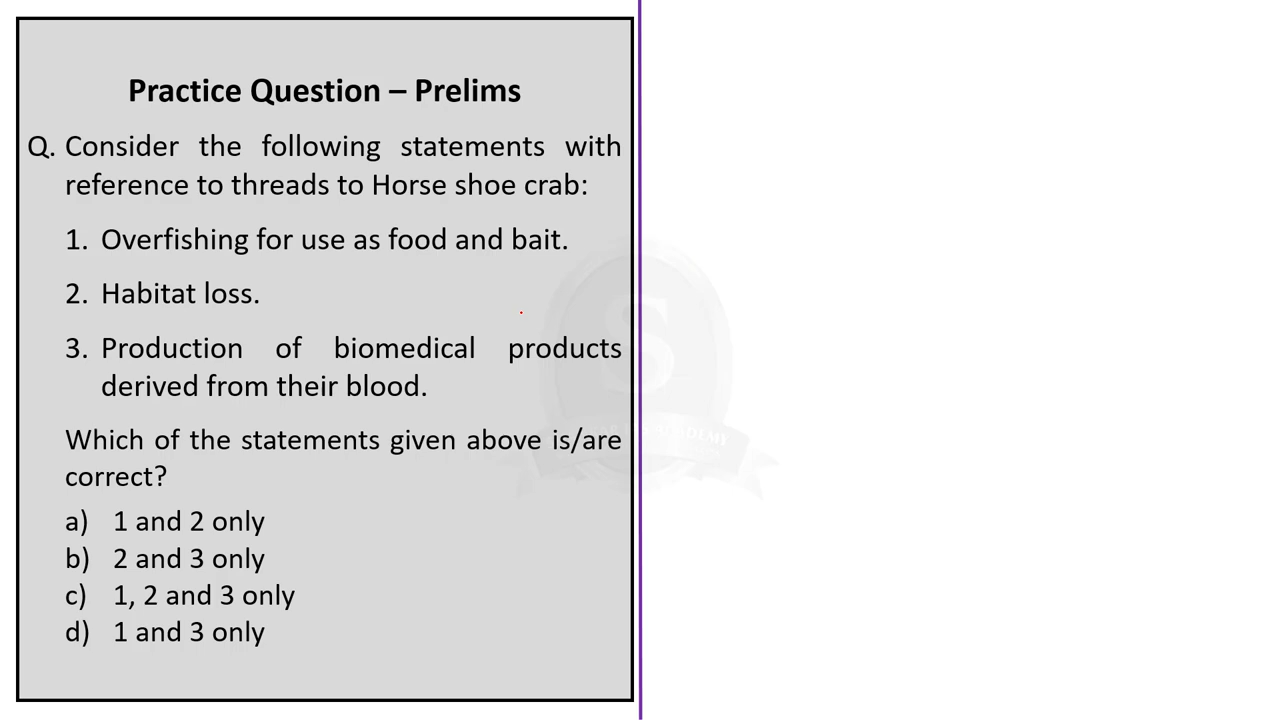 Practice Question – Prelims
Q. Consider the following statements with
reference to threads to Horse shoe crab:
1. Overfishing for use as food and bait.
2. Habitat loss.
3. Production of biomedical products
derived from their blood.
Which of the statements given above is/are
correct?
a) 1 and 2 only
b) 2 and 3 only
c) 1, 2 and 3 only
d) 1 and 3 only